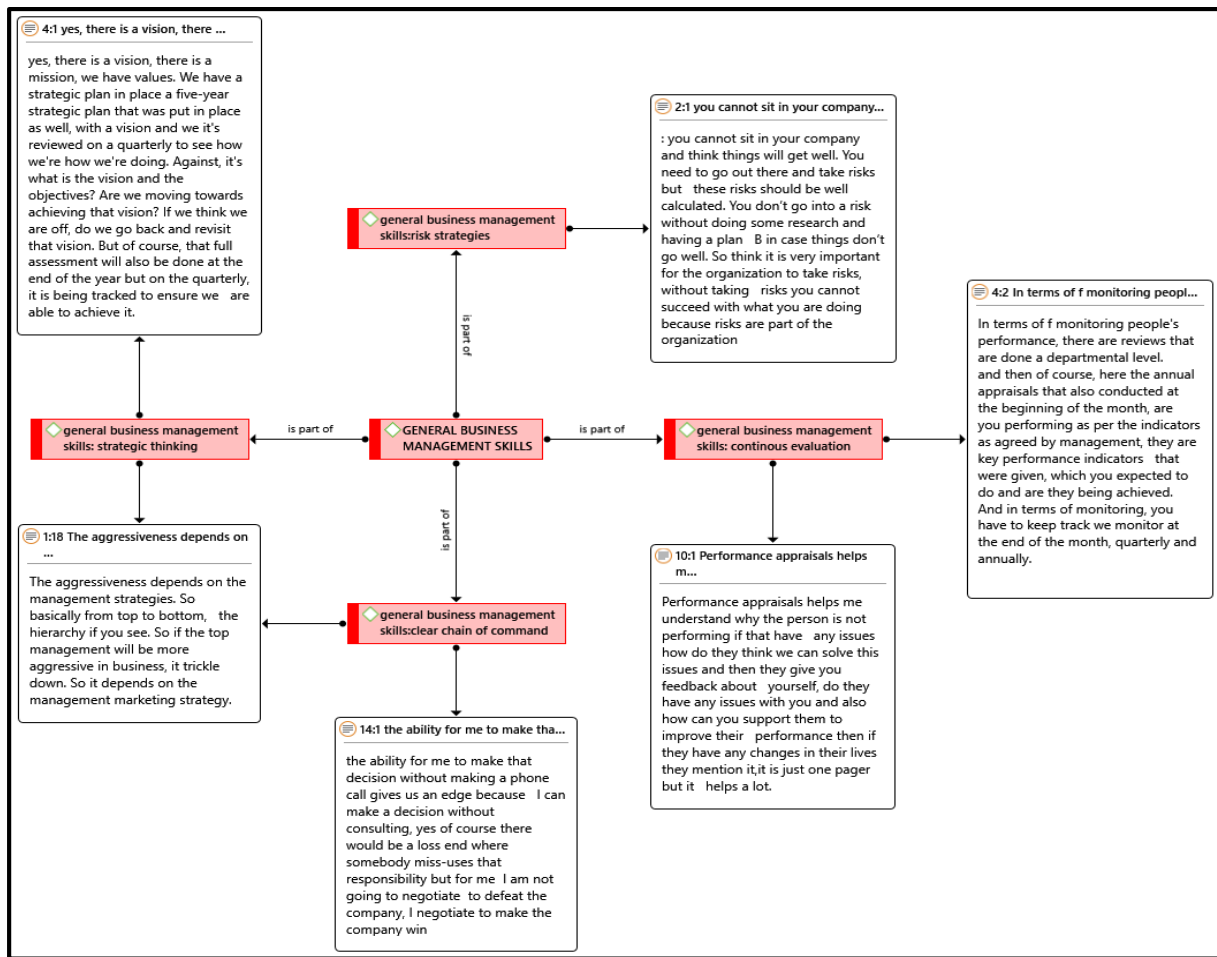 4:1 yes, there is a vision, there ...
yes, there is a vision, there is a
mission, we have values. We have a
strategic plan in place a five-year
strategic plan that was put in place
as well, with a vision and we it's
reviewed on a quarterly to see how
we're how we're doing. Against, it's
what is the vision and the
objectives? Are we moving towards
achieving that vision? If we think we
are off, do we go back and revisit
that vision. But of course, that full
assessment will also be done at the
end of the year but on the quarterly,
it is being tracked to ensure we are
able to achieve it.
2:1 you cannot sit in your company...
: you cannot sit in your company
and think things will get well. You
need to go out there and take risks
but these risks should be well
calculated. You don't go into a risk
without doing some research and
having a plan B in case things don't
go well. So think it is very important
for the organization to take risks,
without taking risks you cannot
succeed with what you are doing
because risks are part of the
organization
general business management
skills:risk strategies
is part of
4:2 In terms of f monitoring peopl...
In terms of f monitoring people's
performance, there are reviews that
are done a departmental level.
and then of course, here the annual
appraisals that also conducted at
the beginning of the month, are
you performing as per the indicators
as agreed by management, they are
key performance indicators that
were given, which you expected to
do and are they being achieved.
And in terms of monitoring, you
have to keep track we monitor at
the end of the month, quarterly and
annually.
general business management
skills: strategic thinking
is part of
GENERAL BUSINESS
MANAGEMENT SKILLS
is part of
general business management
skills: continous evaluation
is part of
1:18 The aggressiveness depends on
...
The aggressiveness depends on the
management strategies. So
basically from top to bottom, the
hierarchy if you see. So if the top
management will be more
aggressive in business, it trickle
down. So it depends on the
management marketing strategy.
general business management
skills:clear chain of command
10:1 Performance appraisals helps
m...
Performance appraisals helps me
understand why the person is not
performing if that have any issues
how do they think we can solve this
issues and then they give you
feedback about yourself, do they
have any issues with you and also
how can you support them to
improve their performance then if
they have any changes in their lives
they mention it,it is just one pager
but it helps a lot.
14:1 the ability for me to make tha...
the ability for me to make that
decision without making a phone
call gives us an edge because I can
make a decision without
consulting, yes of course there
would be a loss end where
somebody miss-uses that
responsibility but for me I am not
going to negotiate to defeat the
company, I negotiate to make the
company win